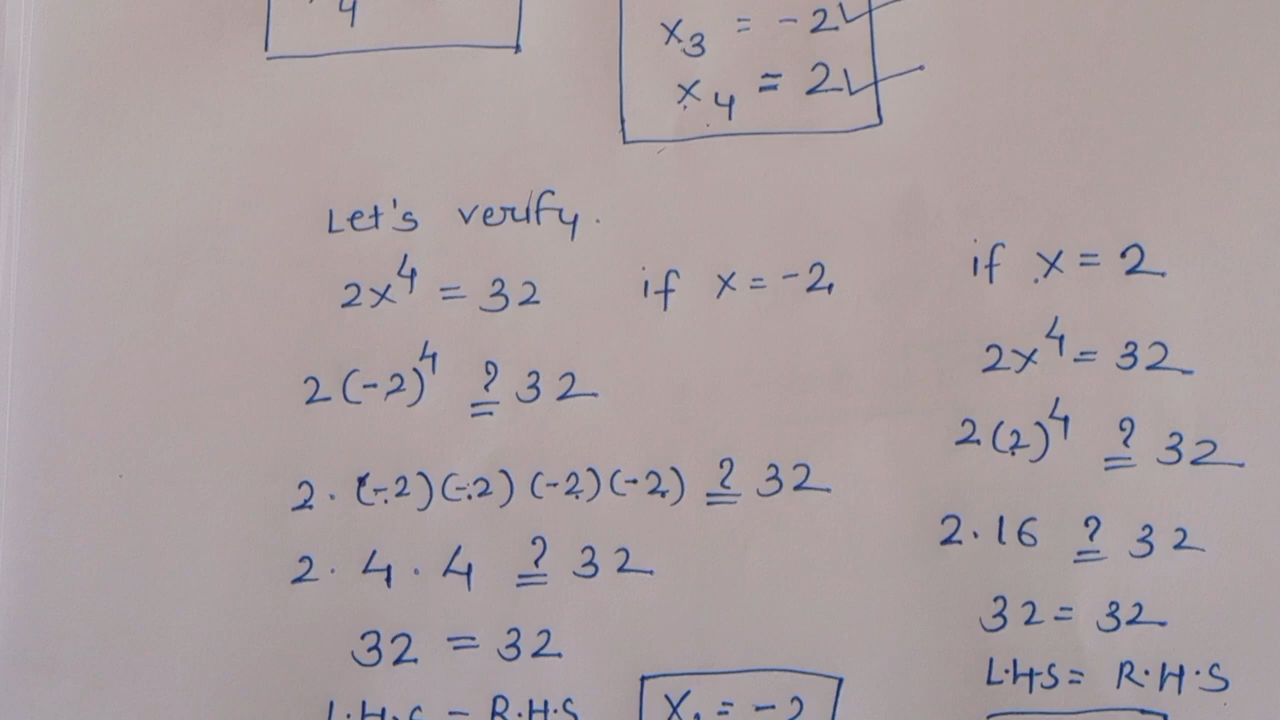 4
x₃ = -2✓
x₄ = 2✓
Let's verify.
2x⁴ = 32 if x = -2
2(-2)⁴ ≟ 32
2 · (-2)(-2)(-2)(-2) ≟ 32
2 · 4 · 4 ≟ 32
32 = 32
L.H.S = R.H.S
if x = 2
2x⁴ = 32
2(2)⁴ ≟ 32
2 · 16 ≟ 32
32 = 32
L.H.S = R.H.S